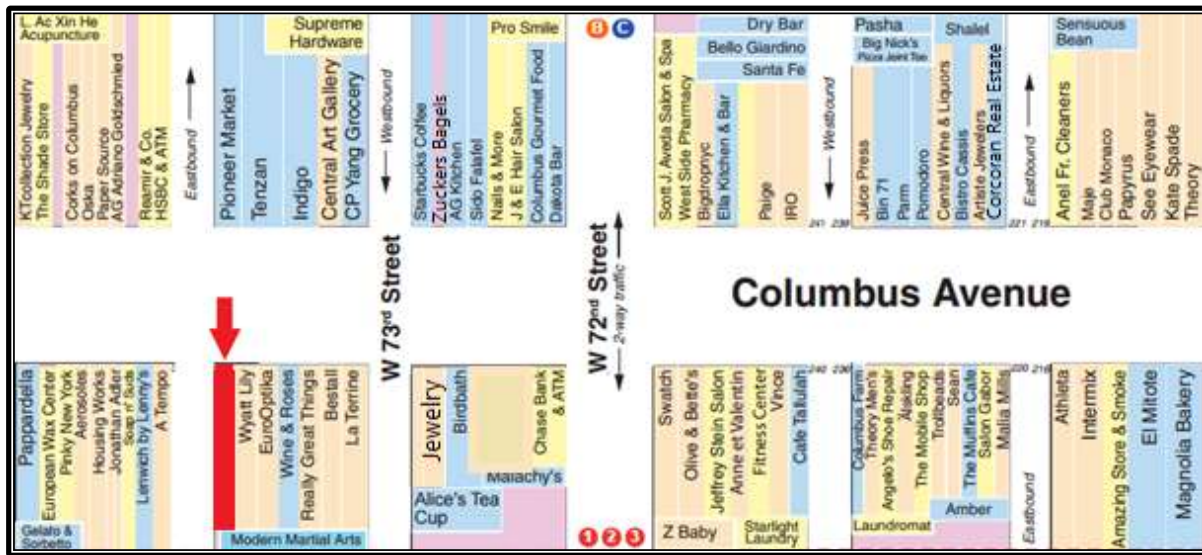 L. Ac Xin He
Acupuncture
KTcollection Jewelry
The Shade Store
Corks on Columbus
Oska
Paper Source
AG Adriano Goldschmied
Reamir & Co.
HSBC & ATM
Eastbound
Supreme
Hardware
Pioneer Market
Tenzan
Indigo
Central Art Gallery
CP Yang Grocery
Westbound
Pro Smile
Starbucks Coffee
Zuckers Bagels
AG Kitchen
Sido Falafel
Nails & More
J & E Hair Salon
Columbus Gourmet Food
Dakota Bar
B C
Dry Bar
Bello Giardino
Santa Fe
Scott J. Aveda Salon & Spa
West Side Pharmacy
Bigdropnyc
Ella Kitchen & Bar
Paige
IRO
241
Westbound
239
Pasha
Big Nick's
Pizza Joint Too
Shalel
Juice Press
Bin 71
Parm
Pomodoro
Central Wine & Liquors
Bistro Cassis
Artiste Jewelers
Corcoran Real Estate
221
Eastbound
219
Sensuous
Bean
Anel Fr. Cleaners
Maje
Club Monaco
Papyrus
See Eyewear
Kate Spade
Theory
W 73rd Street
W 72nd Street
2-way traffic
Columbus Avenue
Pappardella
European Wax Center
Pinky New York
Aerosoles
Housing Works
Jonathan Adler
Soap n' Suds
Lenwich by Lenny's
A Tempo
Gelato &
Sorbetto
Wyatt Lily
EuroOptika
Wine & Roses
Really Great Things
Bestall
La Terrine
Modern Martial Arts
Jewelry
Birdbath
Chase Bank
& ATM
Malachy's
Alice's Tea
Cup
1 2 3
Swatch
Olive & Bette's
Jeffrey Stein Salon
Anne et Valentin
Fitness Center
Vince
Cafe Tallulah
Z Baby
Starlight
Laundry
240
Columbus Farm
Theory Men's
Angelo's Shoe Repair
The Mobile Shop
Trollbeads
Sean
The Muffins Cafe
Salon Gabor
Malia Mills
Laundromat
Amber
Eastbound
Athleta
Intermix
Amazing Store & Smoke
El Mitote
Magnolia Bakery